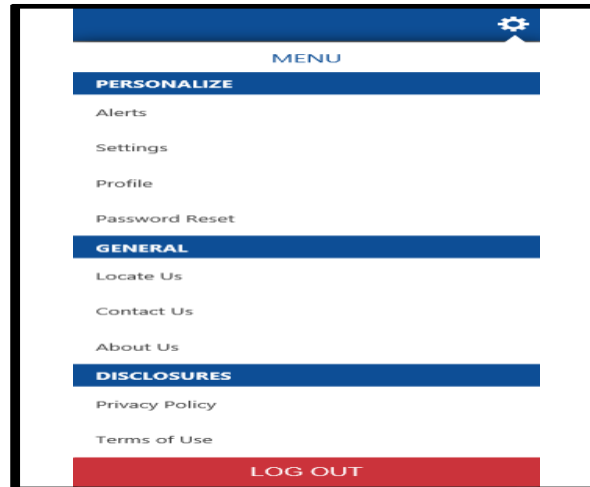 MENU
PERSONALIZE
Alerts
Settings
Profile
Password Reset
GENERAL
Locate Us
Contact Us
About Us
DISCLOSURES
Privacy Policy
Terms of Use
LOG OUT